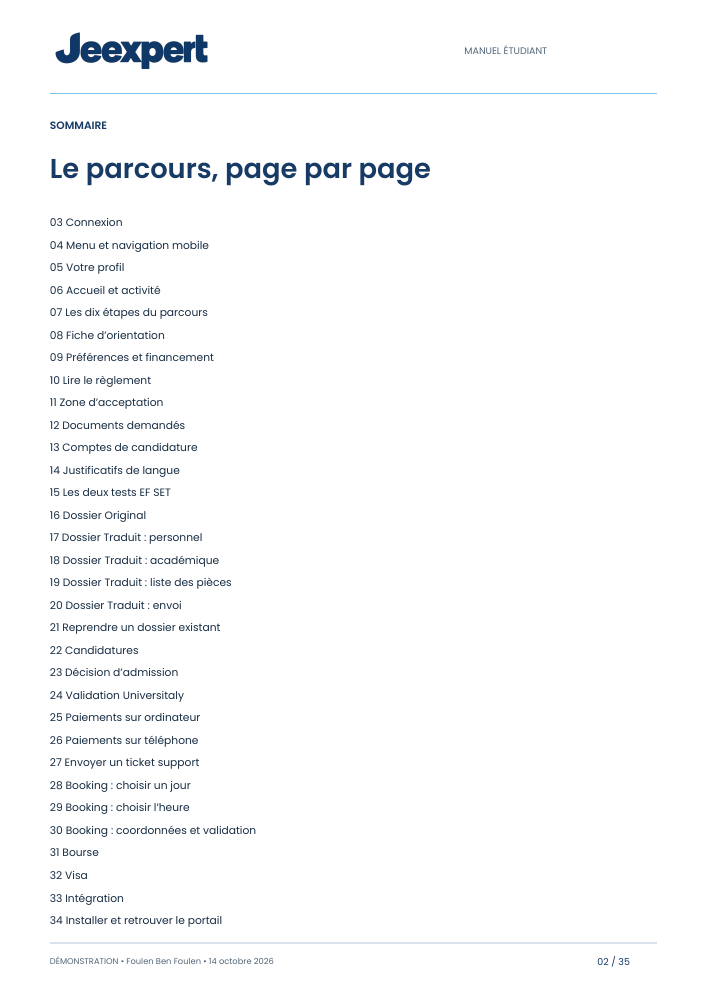 Jeexpert
MANUEL ÉTUDIANT
SOMMAIRE
Le parcours, page par page
03 Connexion
04 Menu et navigation mobile
05 Votre profil
06 Accueil et activité
07 Les dix étapes du parcours
08 Fiche d’orientation
09 Préférences et financement
10 Lire le règlement
11 Zone d’acceptation
12 Documents demandés
13 Comptes de candidature
14 Justificatifs de langue
15 Les deux tests EF SET
16 Dossier Original
17 Dossier Traduit : personnel
18 Dossier Traduit : académique
19 Dossier Traduit : liste des pièces
20 Dossier Traduit : envoi
21 Reprendre un dossier existant
22 Candidatures
23 Décision d’admission
24 Validation Universitaly
25 Paiements sur ordinateur
26 Paiements sur téléphone
27 Envoyer un ticket support
28 Booking : choisir un jour
29 Booking : choisir l’heure
30 Booking : coordonnées et validation
31 Bourse
32 Visa
33 Intégration
34 Installer et retrouver le portail
DÉMONSTRATION • Foulen Ben Foulen • 14 octobre 2026
02 / 35